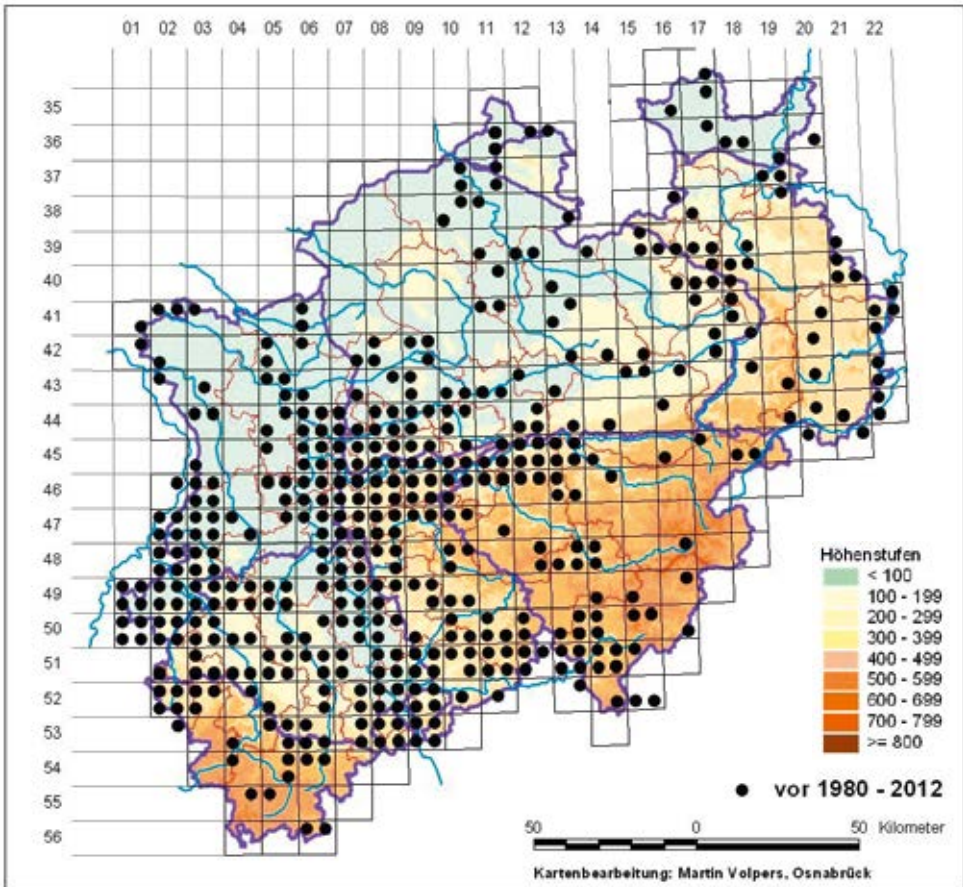 01 02 03 04 05 06 07 08 09 10 11 12 13 14 15 16 17 18 19 20 21 22
35
36
37
38
39
40
41
42
43
44
45
46
47
48
49
50
51
52
53
54
55
56
Höhenstufen
< 100
100 - 199
200 - 299
300 - 399
400 - 499
500 - 599
600 - 699
700 - 799
>= 800
vor 1980 - 2012
50 0 50 Kilometer
Kartenbearbeitung: Martin Volpers, Osnabrück